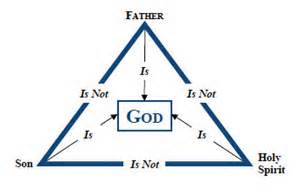 FATHER
Is
Is Not
Is Not
GOD
Is
Is
Son
Is Not
Holy
Spirit